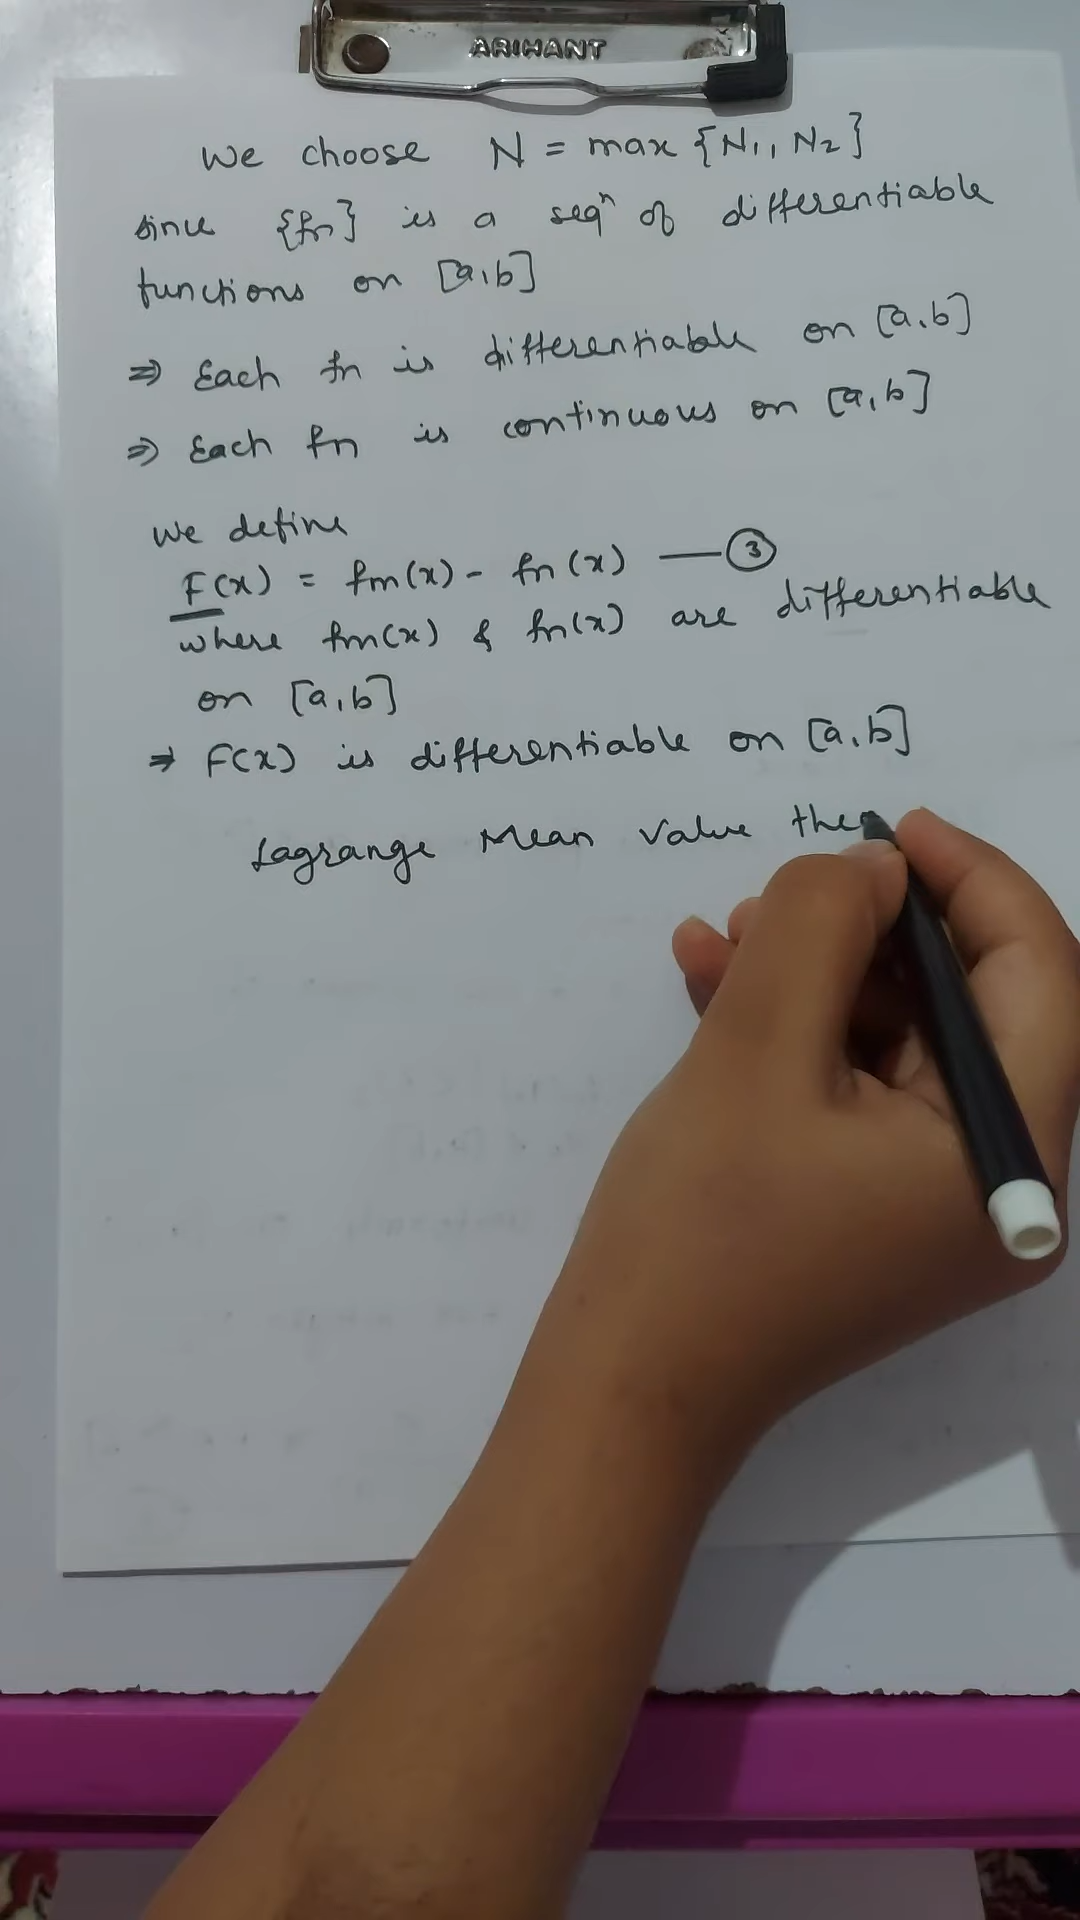 ARIHANT
We choose N = max {N1, N2}
since {fn} is a seqⁿ of differentiable
functions on [a,b]
⇒ Each fn is differentiable on [a,b]
⇒ Each fn is continuous on [a,b]
We define
F(x) = fm(x) - fn(x) — ③
where fm(x) & fn(x) are differentiable
on [a,b]
⇒ F(x) is differentiable on [a,b]
Lagrange Mean Value theo